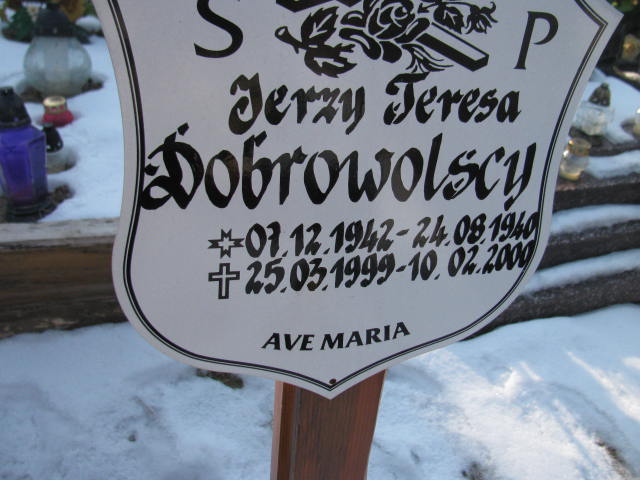 S P
Jerzy Teresa
Dobrowolscy
07.12.1942-24.08.1940
25.03.1999-10.02.2000
AVE MARIA